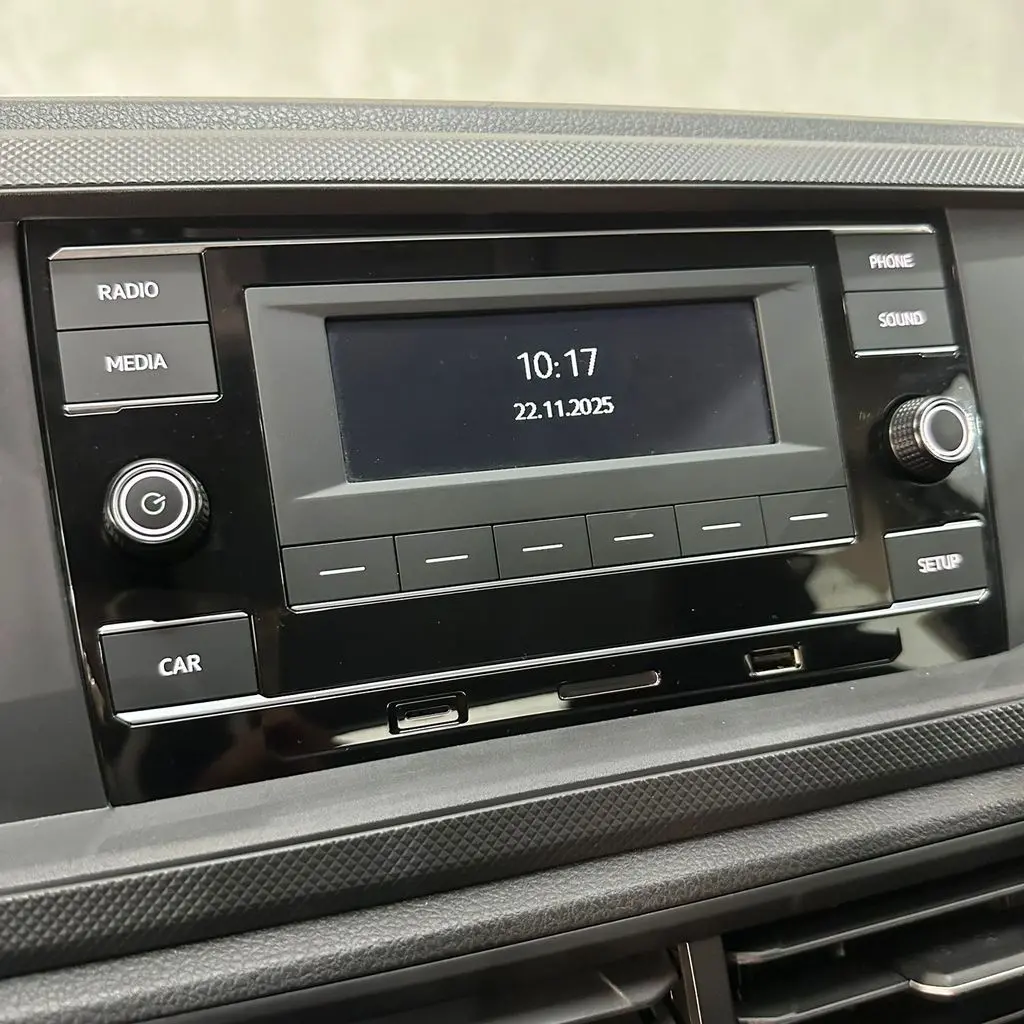 RADIO
MEDIA
10:17
22.11.2025
PHONE
SOUND
SETUP
CAR